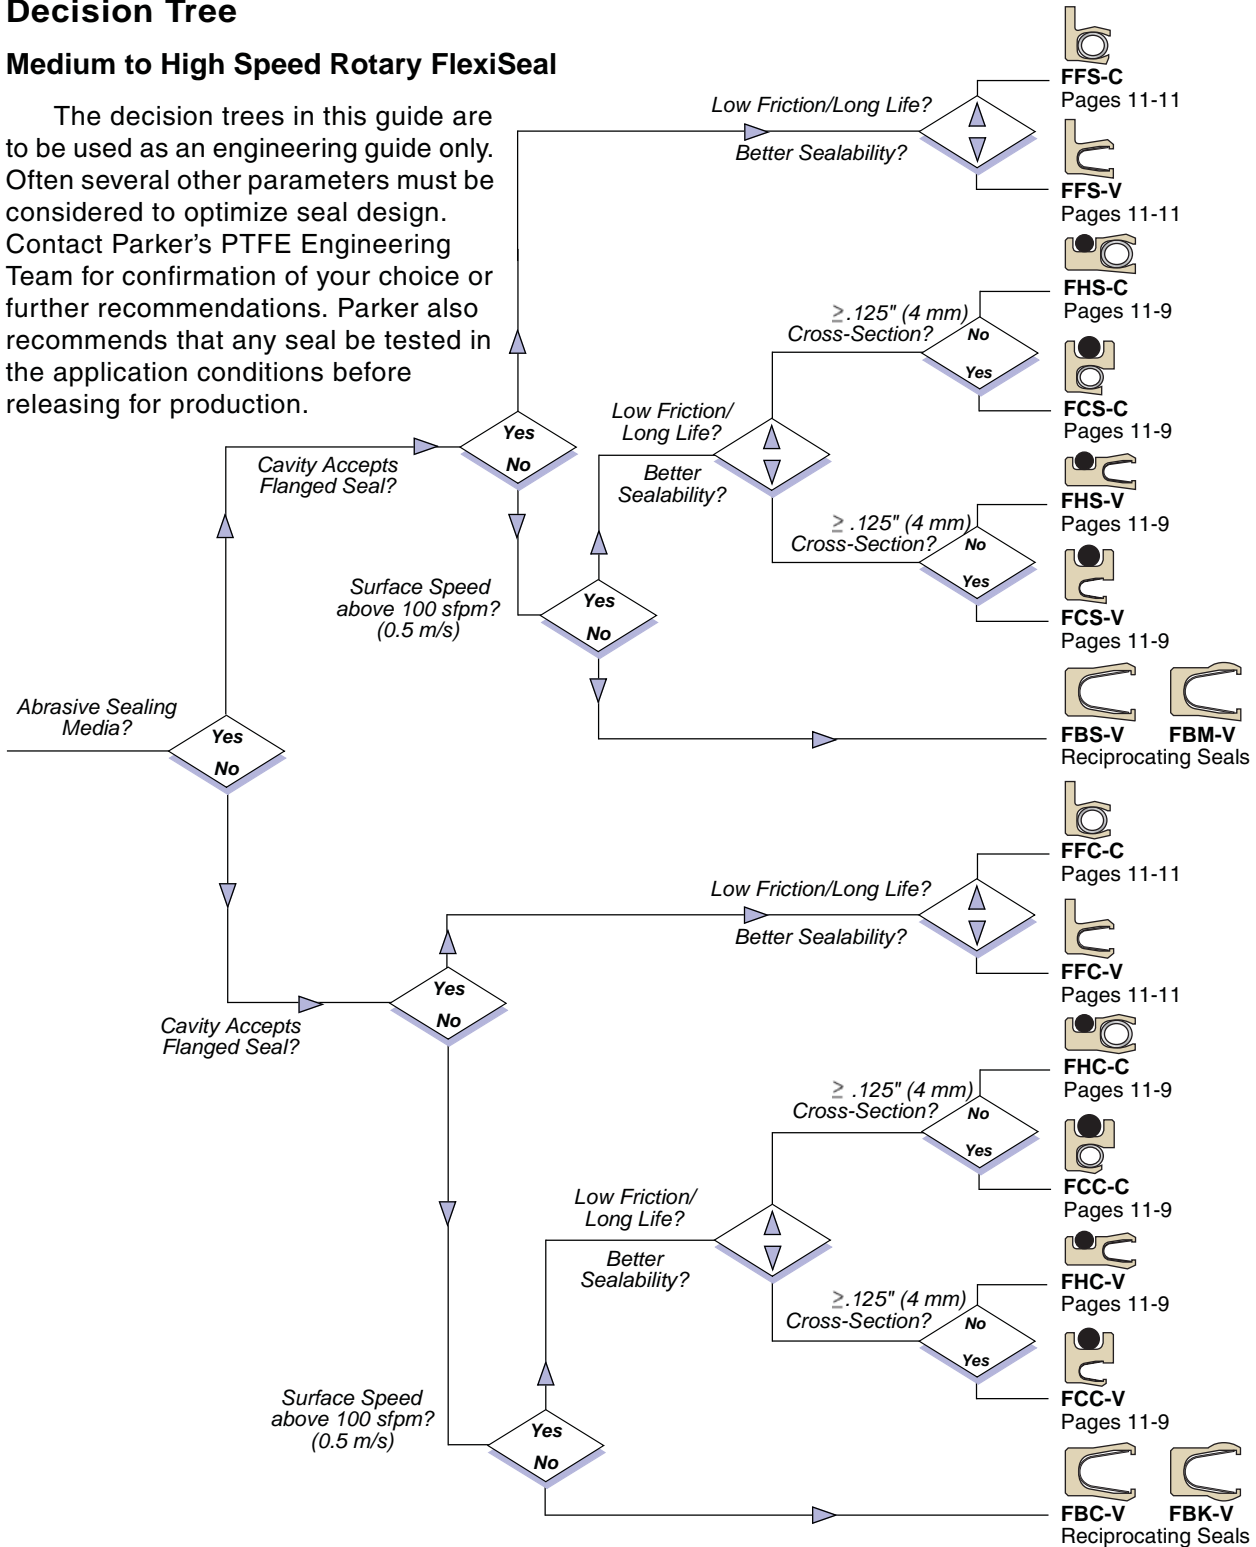 Decision Tree
Medium to High Speed Rotary FlexiSeal
The decision trees in this guide are
to be used as an engineering guide only.
Often several other parameters must be
considered to optimize seal design.
Contact Parker’s PTFE Engineering
Team for confirmation of your choice or
further recommendations. Parker also
recommends that any seal be tested in
the application conditions before
releasing for production.
Low Friction/Long Life?
Better Sealability?
FFS-C
Pages 11-11
FFS-V
Pages 11-11
Cavity Accepts
Flanged Seal?
Yes
No
Low Friction/
Long Life?
Better
Sealability?
≥.125" (4 mm)
Cross-Section?
No
Yes
FHS-C
Pages 11-9
FCS-C
Pages 11-9
≥ .125" (4 mm)
Cross-Section?
No
Yes
FHS-V
Pages 11-9
FCS-V
Pages 11-9
Surface Speed
above 100 sfpm?
(0.5 m/s)
Yes
No
FBS-V FBM-V
Reciprocating Seals
Abrasive Sealing
Media?
Yes
No
Low Friction/Long Life?
Better Sealability?
FFC-C
Pages 11-11
FFC-V
Pages 11-11
Cavity Accepts
Flanged Seal?
Yes
No
Low Friction/
Long Life?
Better
Sealability?
≥ .125" (4 mm)
Cross-Section?
No
Yes
FHC-C
Pages 11-9
FCC-C
Pages 11-9
≥.125" (4 mm)
Cross-Section?
No
Yes
FHC-V
Pages 11-9
FCC-V
Pages 11-9
Surface Speed
above 100 sfpm?
(0.5 m/s)
Yes
No
FBC-V FBK-V
Reciprocating Seals